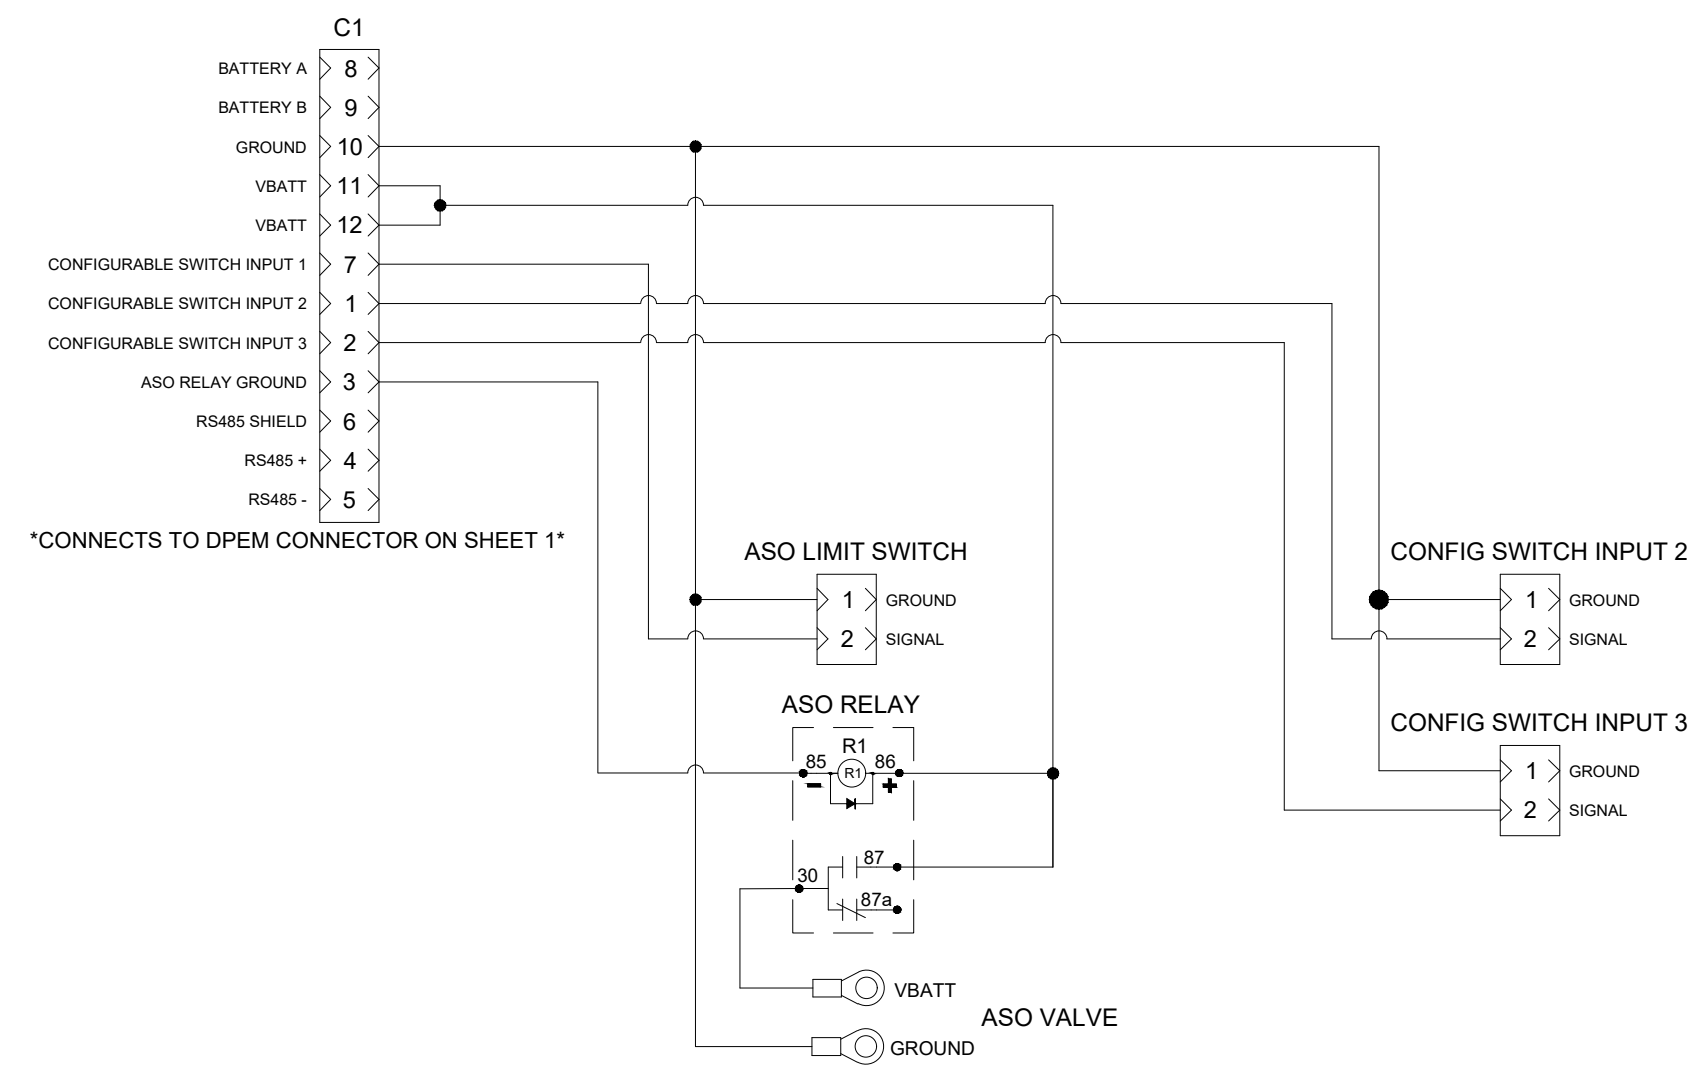 C1
BATTERY A 8
BATTERY B 9
GROUND 10
VBATT 11
VBATT 12
CONFIGURABLE SWITCH INPUT 1 7
CONFIGURABLE SWITCH INPUT 2 1
CONFIGURABLE SWITCH INPUT 3 2
ASO RELAY GROUND 3
RS485 SHIELD 6
RS485 + 4
RS485 - 5
*CONNECTS TO DPEM CONNECTOR ON SHEET 1*
ASO LIMIT SWITCH
1 GROUND
2 SIGNAL
CONFIG SWITCH INPUT 2
1 GROUND
2 SIGNAL
ASO RELAY
R1
85 R1 86
- +
87
30
87a
CONFIG SWITCH INPUT 3
1 GROUND
2 SIGNAL
VBATT
ASO VALVE
GROUND